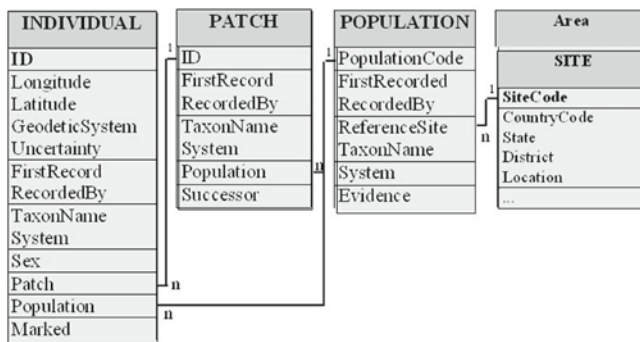 INDIVIDUAL
ID
Longitude
Latitude
GeodeticSystem
Uncertainty
FirstRecord
RecordedBy
TaxonName
System
Sex
Patch
Population
Marked
PATCH
ID
FirstRecord
RecordedBy
TaxonName
System
Population
Successor
POPULATION
PopulationCode
FirstRecorded
RecordedBy
ReferenceSite
TaxonName
System
Evidence
Area
SITE
SiteCode
CountryCode
State
District
Location
...
1
n
1
n
n
1
n